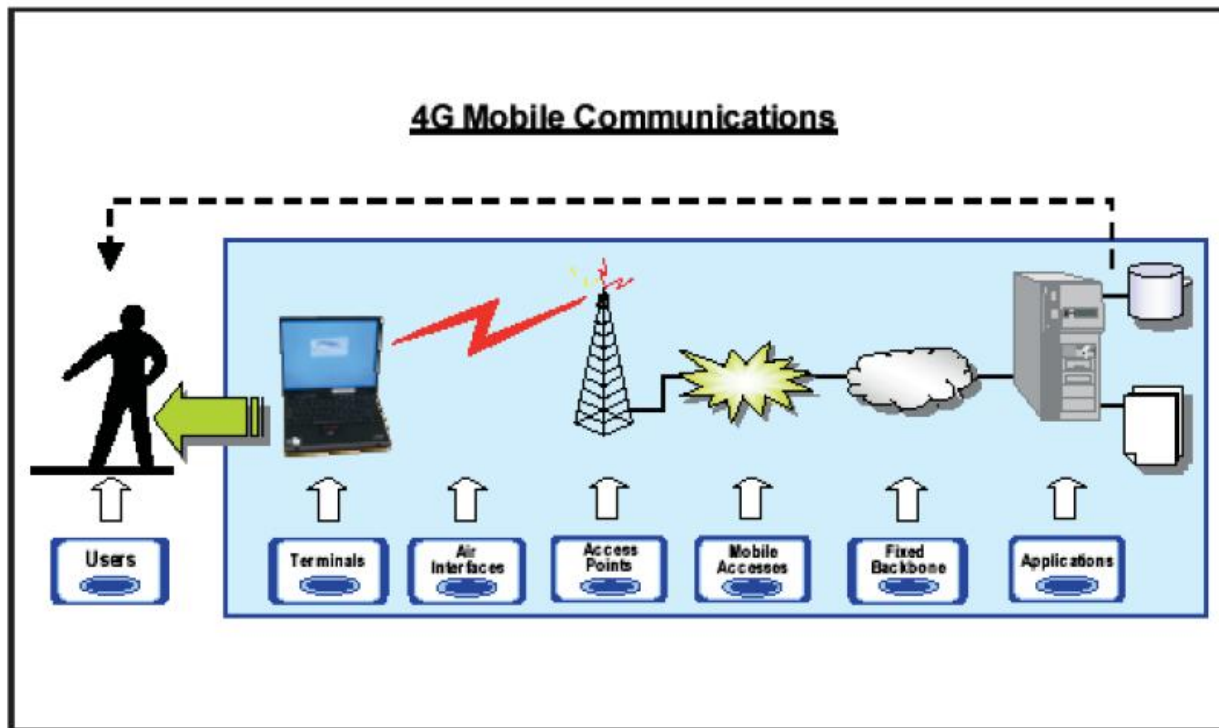 4G Mobile Communications
Users
Terminals
Air
Interfaces
Access
Points
Mobile
Accesses
Fixed
Backbone
Applications